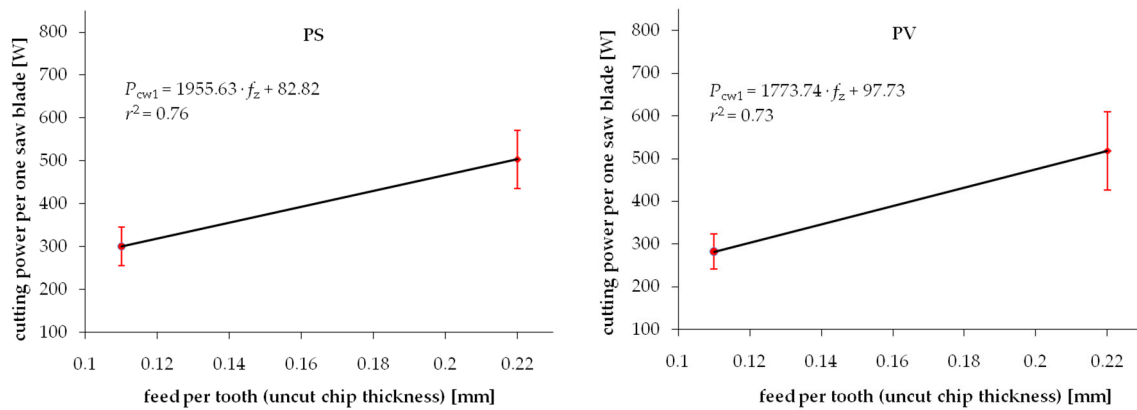 PS
P_cw1 = 1955.63 · f_z + 82.82
r² = 0.76
cutting power per one saw blade [W]
800
700
600
500
400
300
200
100
0.1 0.12 0.14 0.16 0.18 0.2 0.22
feed per tooth (uncut chip thickness) [mm]
PV
P_cw1 = 1773.74 · f_z + 97.73
r² = 0.73
cutting power per one saw blade [W]
800
700
600
500
400
300
200
100
0.1 0.12 0.14 0.16 0.18 0.2 0.22
feed per tooth (uncut chip thickness) [mm]